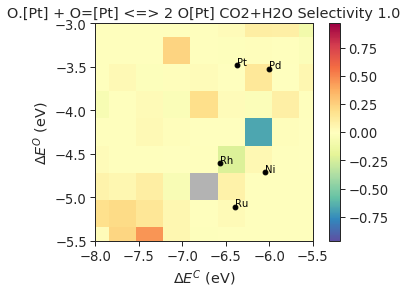 O.[Pt] + O=[Pt] <=> 2 O[Pt] CO2+H2O Selectivity 1.0
−3.0
−3.5
−4.0
−4.5
−5.0
−5.5
ΔE^O (eV)
Pt
Pd
Rh
Ni
Ru
−8.0 −7.5 −7.0 −6.5 −6.0 −5.5
ΔE^C (eV)
0.75
0.50
0.25
0.00
−0.25
−0.50
−0.75